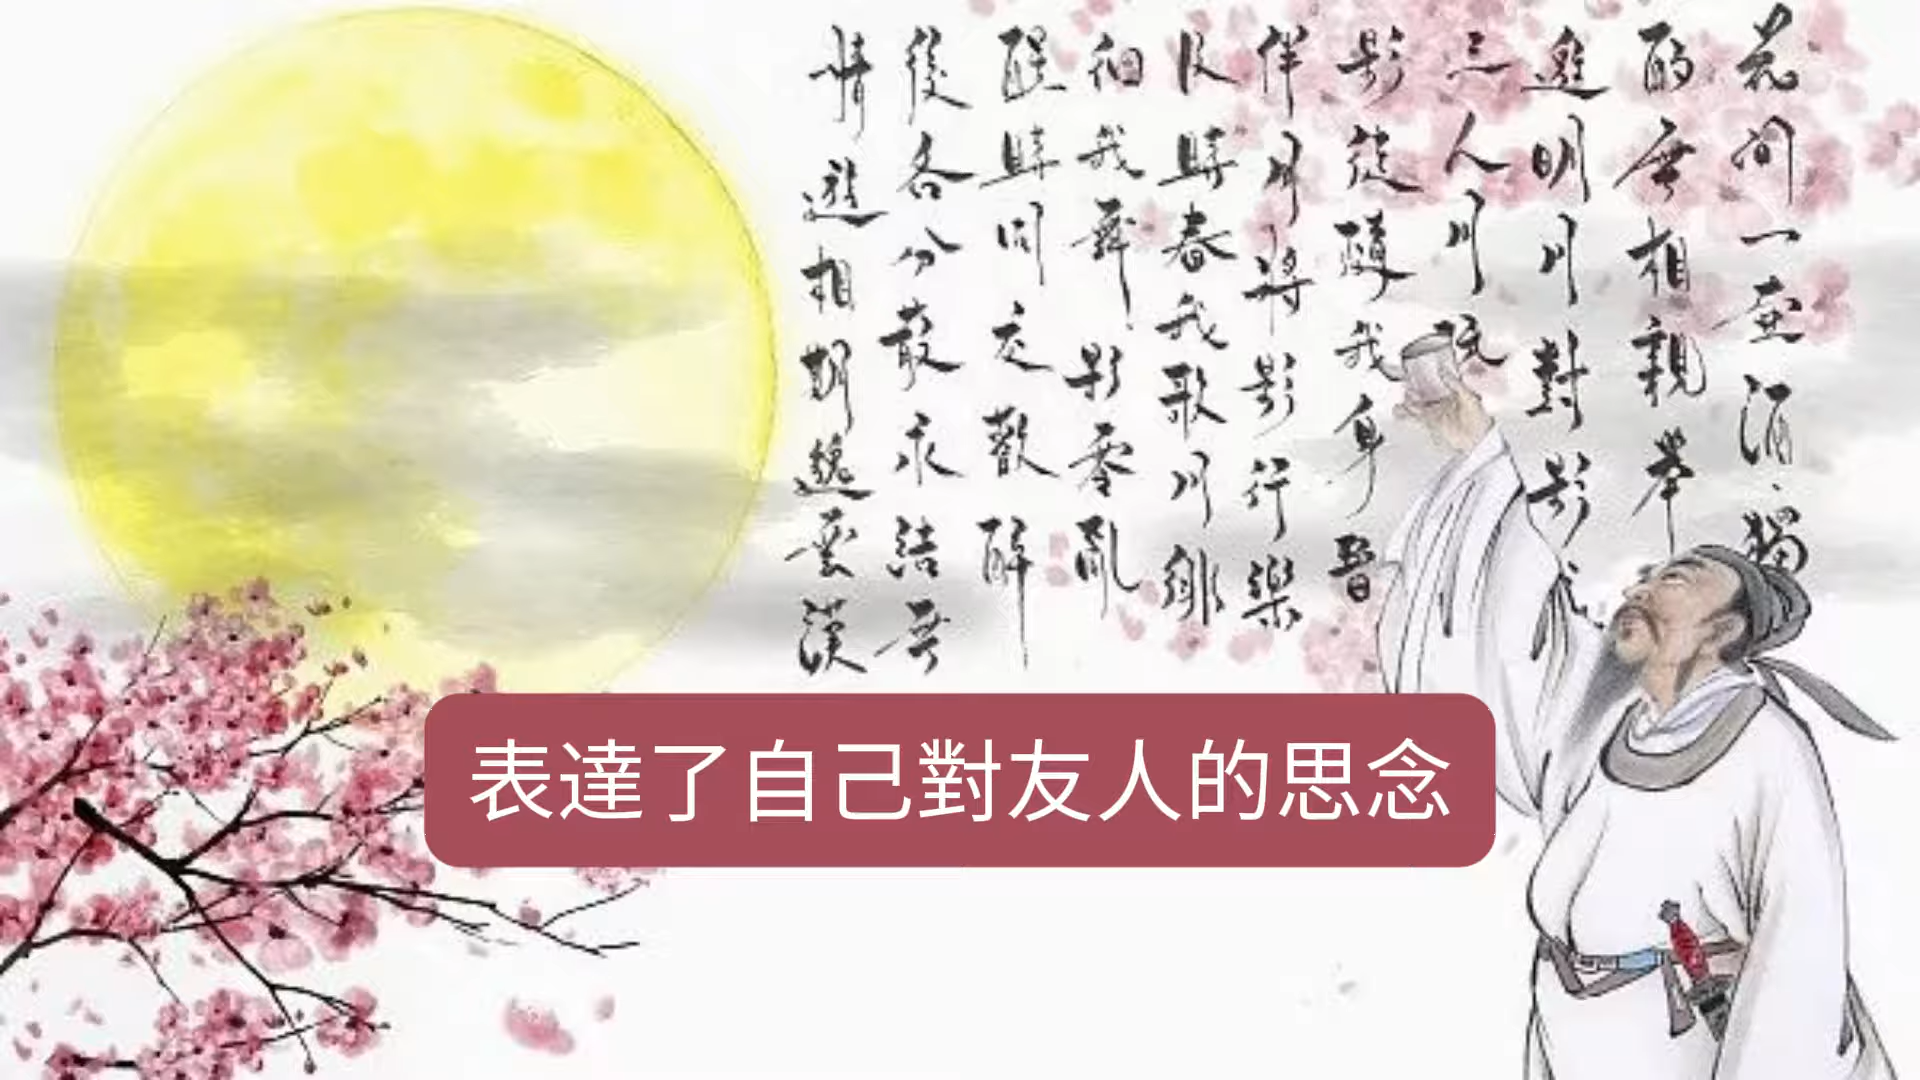 花間一壺酒獨
酌無相親舉
邀明月對影
三人月既
影徒隨我身暫
伴月將影行樂
及時春我歌月徘
徊我舞影零亂
醒時同交歡醉
後各分散永結無
情遊相期邈雲漢
表達了自己對友人的思念